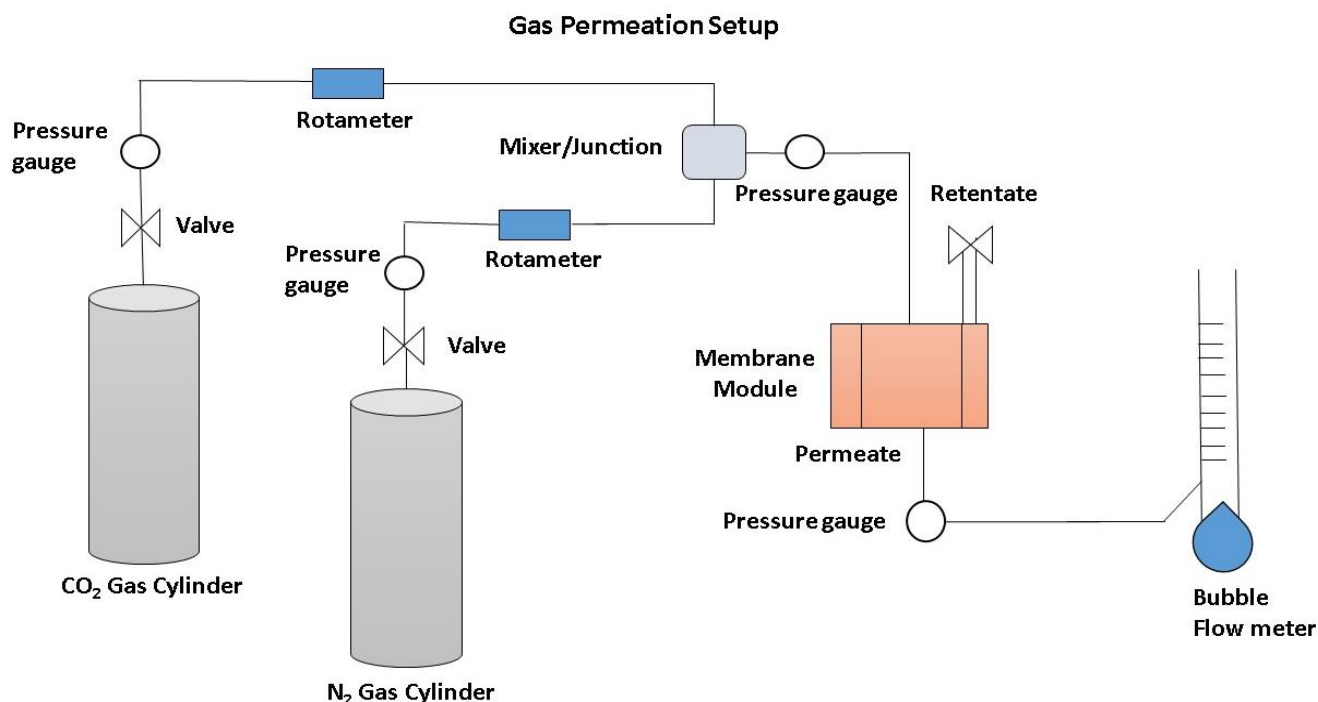 Gas Permeation Setup
Pressure
gauge
Rotameter
Mixer/Junction
Pressure gauge
Retentate
Valve
Pressure
gauge
Rotameter
Valve
Membrane
Module
Permeate
Pressure gauge
CO₂ Gas Cylinder
Bubble
Flow meter
N₂ Gas Cylinder